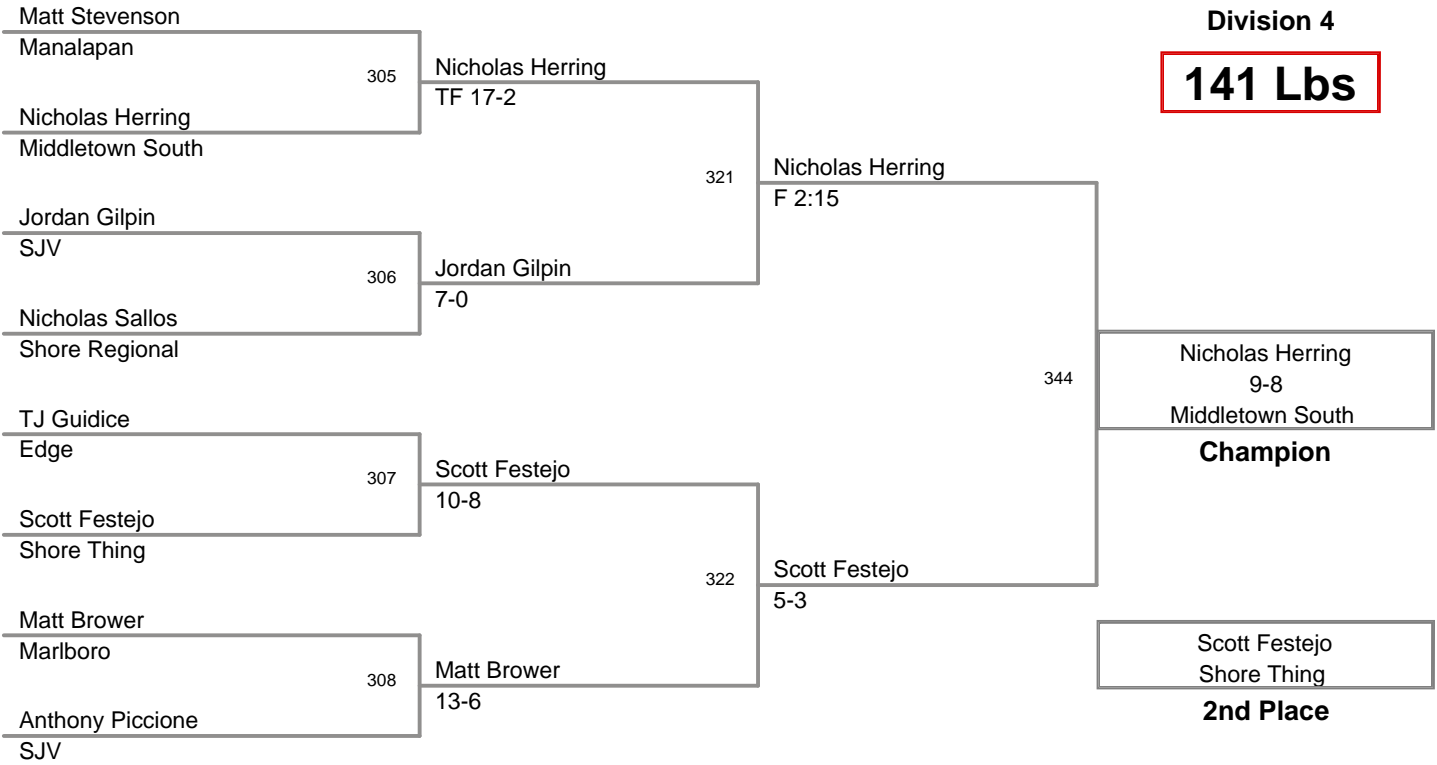 Division 4
141 Lbs
Matt Stevenson
Manalapan
305
Nicholas Herring
TF 17-2
Nicholas Herring
Middletown South
321
Nicholas Herring
F 2:15
Jordan Gilpin
SJV
306
Jordan Gilpin
7-0
Nicholas Sallos
Shore Regional
344
Nicholas Herring
9-8
Middletown South
Champion
TJ Guidice
Edge
307
Scott Festejo
10-8
Scott Festejo
Shore Thing
322
Scott Festejo
5-3
Matt Brower
Marlboro
308
Matt Brower
13-6
Anthony Piccione
SJV
Scott Festejo
Shore Thing
2nd Place